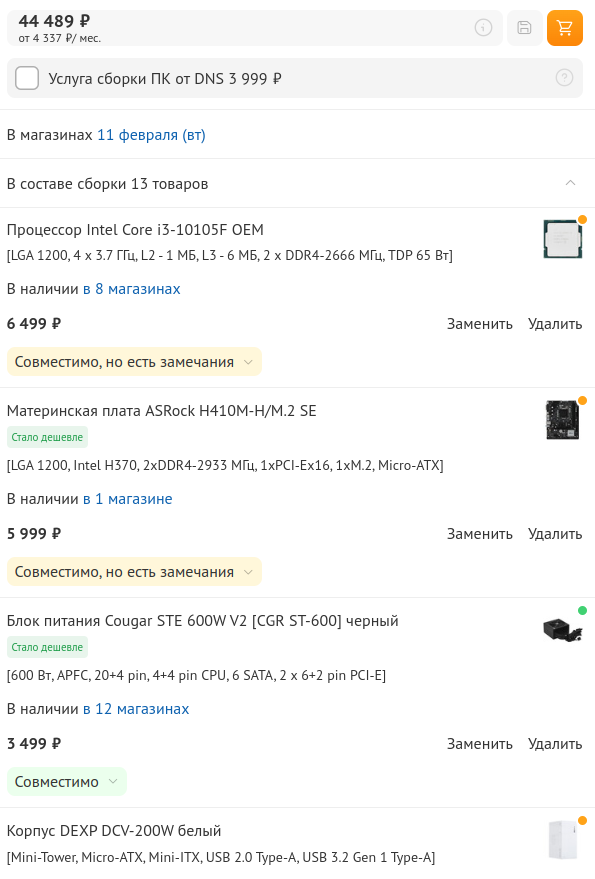 44 489 ₽
от 4 337 ₽/ мес.
Услуга сборки ПК от DNS 3 999 ₽
В магазинах 11 февраля (вт)
В составе сборки 13 товаров
Процессор Intel Core i3-10105F OEM
[LGA 1200, 4 x 3.7 ГГц, L2 - 1 МБ, L3 - 6 МБ, 2 x DDR4-2666 МГц, TDP 65 Вт]
В наличии в 8 магазинах
6 499 ₽ Заменить Удалить
Совместимо, но есть замечания
Материнская плата ASRock H410M-H/M.2 SE
Стало дешевле
[LGA 1200, Intel H370, 2xDDR4-2933 МГц, 1xPCI-Ex16, 1xM.2, Micro-ATX]
В наличии в 1 магазине
5 999 ₽ Заменить Удалить
Совместимо, но есть замечания
Блок питания Cougar STE 600W V2 [CGR ST-600] черный
Стало дешевле
[600 Вт, APFC, 20+4 pin, 4+4 pin CPU, 6 SATA, 2 x 6+2 pin PCI-E]
В наличии в 12 магазинах
3 499 ₽ Заменить Удалить
Совместимо
Корпус DEXP DCV-200W белый
[Mini-Tower, Micro-ATX, Mini-ITX, USB 2.0 Type-A, USB 3.2 Gen 1 Type-A]